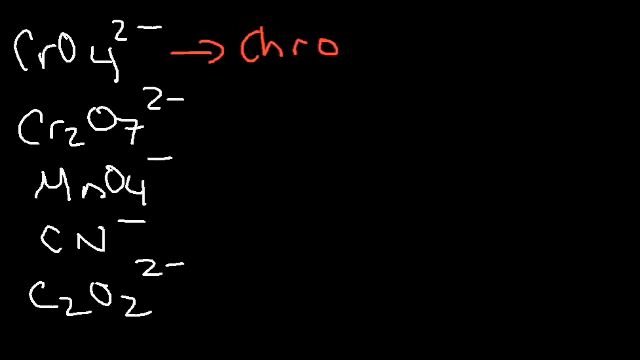 CrO4^2- → Chro
Cr2O7^2-
MnO4^-
CN^-
C2O2^2-